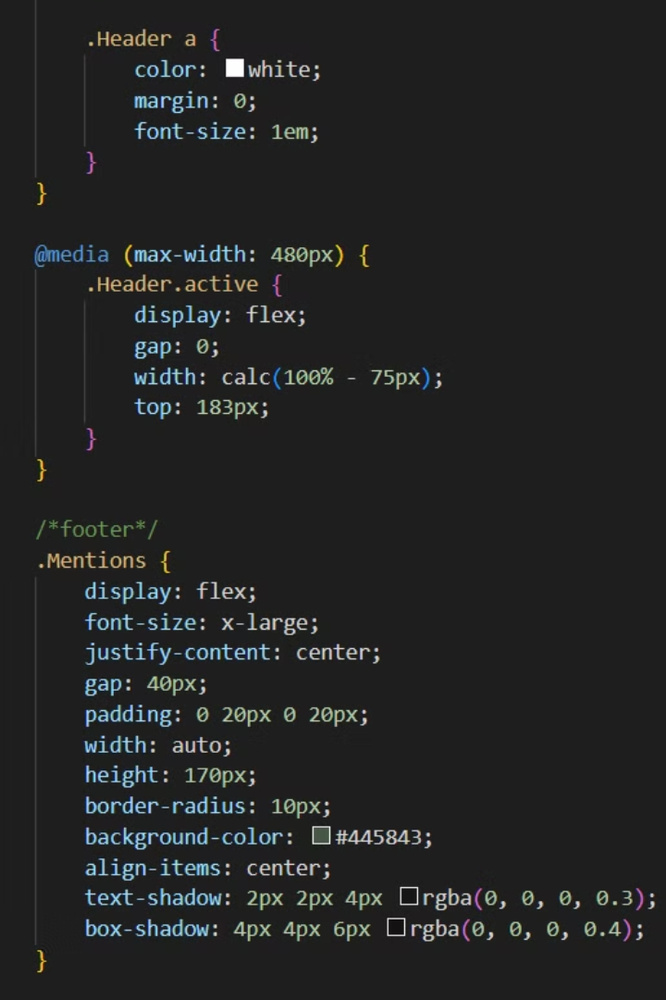 .Header a {
color: white;
margin: 0;
font-size: 1em;
}
}
@media (max-width: 480px) {
.Header.active {
display: flex;
gap: 0;
width: calc(100% - 75px);
top: 183px;
}
}
/*footer*/
.Mentions {
display: flex;
font-size: x-large;
justify-content: center;
gap: 40px;
padding: 0 20px 0 20px;
width: auto;
height: 170px;
border-radius: 10px;
background-color: #445843;
align-items: center;
text-shadow: 2px 2px 4px rgba(0, 0, 0, 0.3);
box-shadow: 4px 4px 6px rgba(0, 0, 0, 0.4);
}